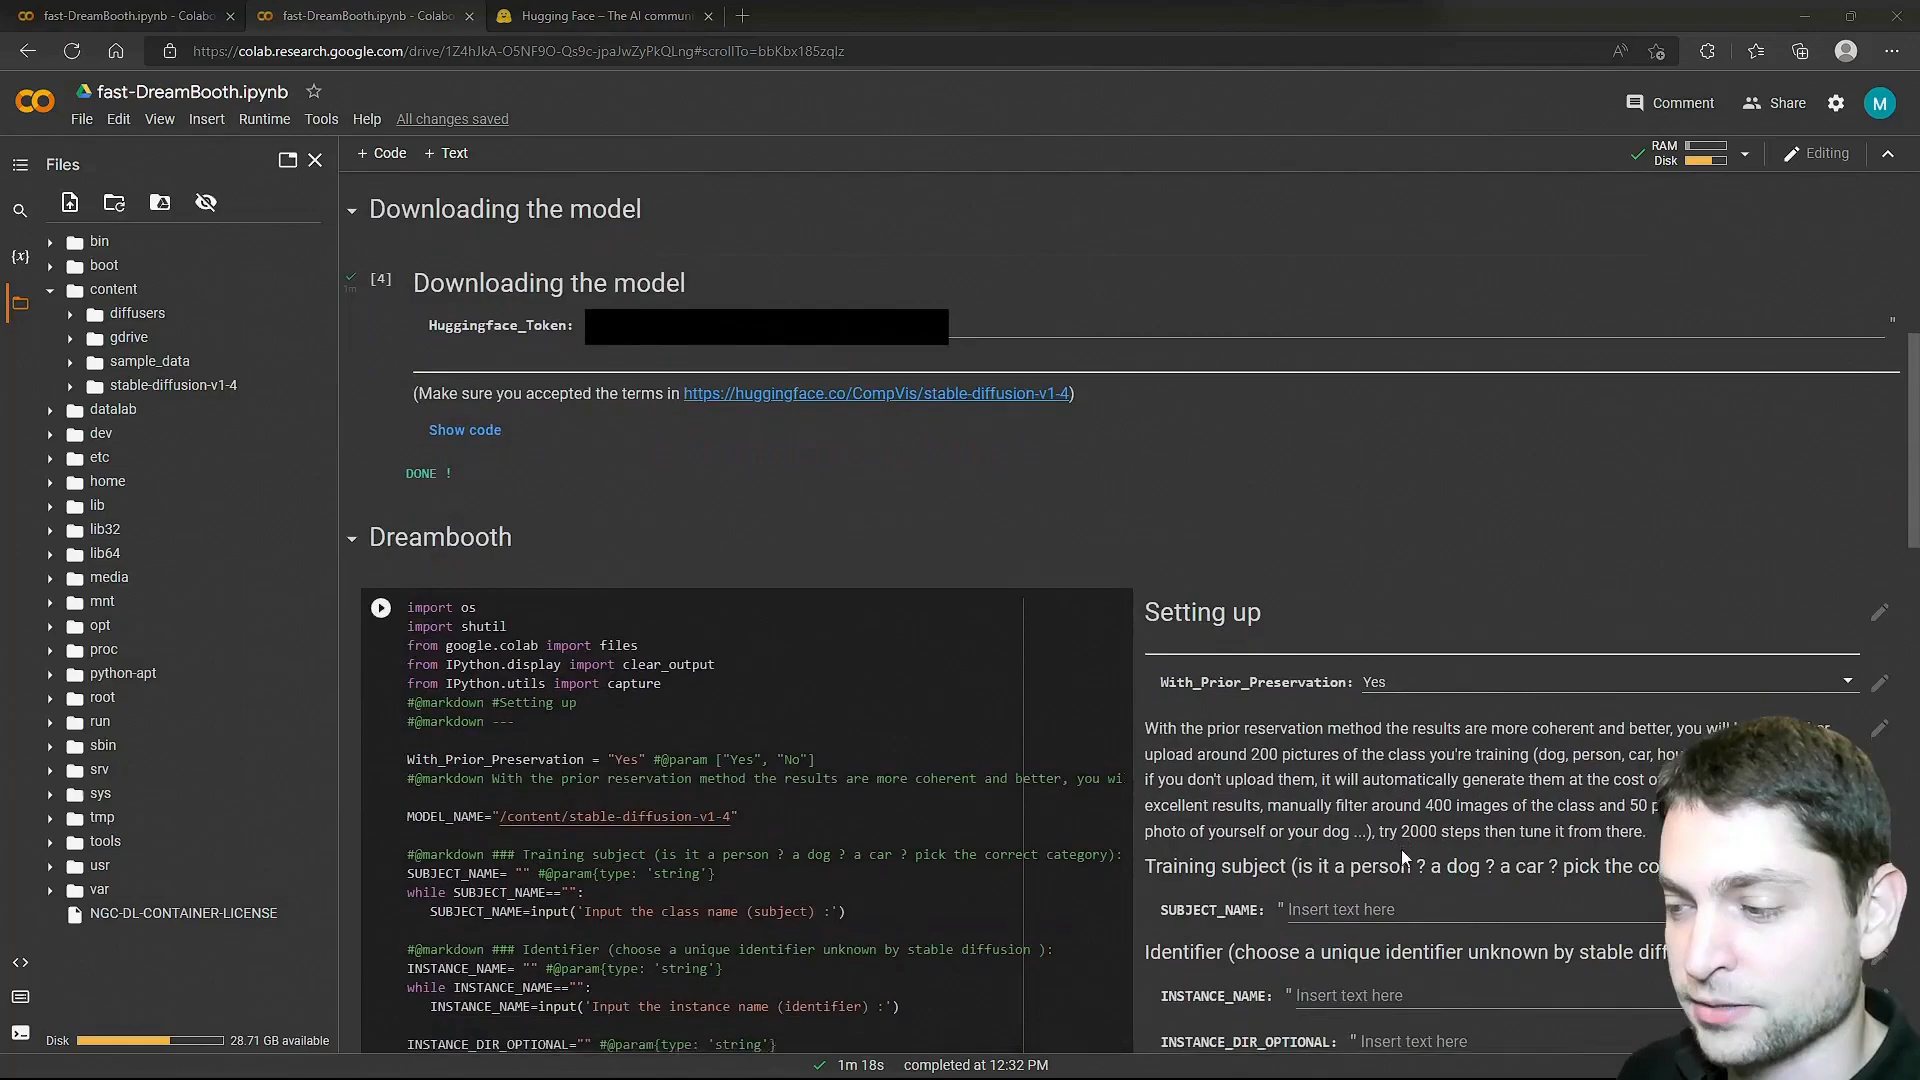 fast-DreamBooth.ipynb - Colabo
fast-DreamBooth.ipynb - Colabo
Hugging Face – The AI commun
https://colab.research.google.com/drive/1Z4hJkA-O5NF9O-Qs9c-jpaJwZyPkQLng#scrollTo=bbKbx185zqlz
fast-DreamBooth.ipynb
File Edit View Insert Runtime Tools Help All changes saved
Comment
Share
M
Files
+ Code + Text
RAM
Disk
Editing
bin
boot
content
diffusers
gdrive
sample_data
stable-diffusion-v1-4
datalab
dev
etc
home
lib
lib32
lib64
media
mnt
opt
proc
python-apt
root
run
sbin
srv
sys
tmp
tools
usr
var
NGC-DL-CONTAINER-LICENSE
Disk 28.71 GB available
Downloading the model
[4] Downloading the model
1m
Huggingface_Token: "
(Make sure you accepted the terms in https://huggingface.co/CompVis/stable-diffusion-v1-4)
Show code
DONE !
Dreambooth
import os
import shutil
from google.colab import files
from IPython.display import clear_output
from IPython.utils import capture
#@markdown #Setting up
#@markdown ---
With_Prior_Preservation = "Yes" #@param ["Yes", "No"]
#@markdown With the prior reservation method the results are more coherent and better, you wi
MODEL_NAME="/content/stable-diffusion-v1-4"
#@markdown ### Training subject (is it a person ? a dog ? a car ? pick the correct category):
SUBJECT_NAME= "" #@param{type: 'string'}
while SUBJECT_NAME=="":
SUBJECT_NAME=input('Input the class name (subject) :')
#@markdown ### Identifier (choose a unique identifier unknown by stable diffusion ):
INSTANCE_NAME= "" #@param{type: 'string'}
while INSTANCE_NAME=="":
INSTANCE_NAME=input('Input the instance name (identifier) :')
INSTANCE_DIR_OPTIONAL="" #@param{type: 'string'}
Setting up
With_Prior_Preservation: Yes
With the prior reservation method the results are more coherent and better, you will
upload around 200 pictures of the class you're training (dog, person, car, hou
if you don't upload them, it will automatically generate them at the cost o
excellent results, manually filter around 400 images of the class and 50 p
photo of yourself or your dog ...), try 2000 steps then tune it from there.
Training subject (is it a person ? a dog ? a car ? pick the co
SUBJECT_NAME: " Insert text here
Identifier (choose a unique identifier unknown by stable diff
INSTANCE_NAME: " Insert text here
INSTANCE_DIR_OPTIONAL: " Insert text here
1m 18s completed at 12:32 PM